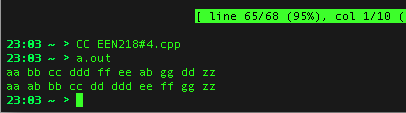 [ line 65/68 (95%), col 1/10 (
23:03 ~ > CC EEN218#4.cpp
23:03 ~ > a.out
aa bb cc ddd ff ee ab gg dd zz
aa ab bb cc dd ddd ee ff gg zz
23:03 ~ >